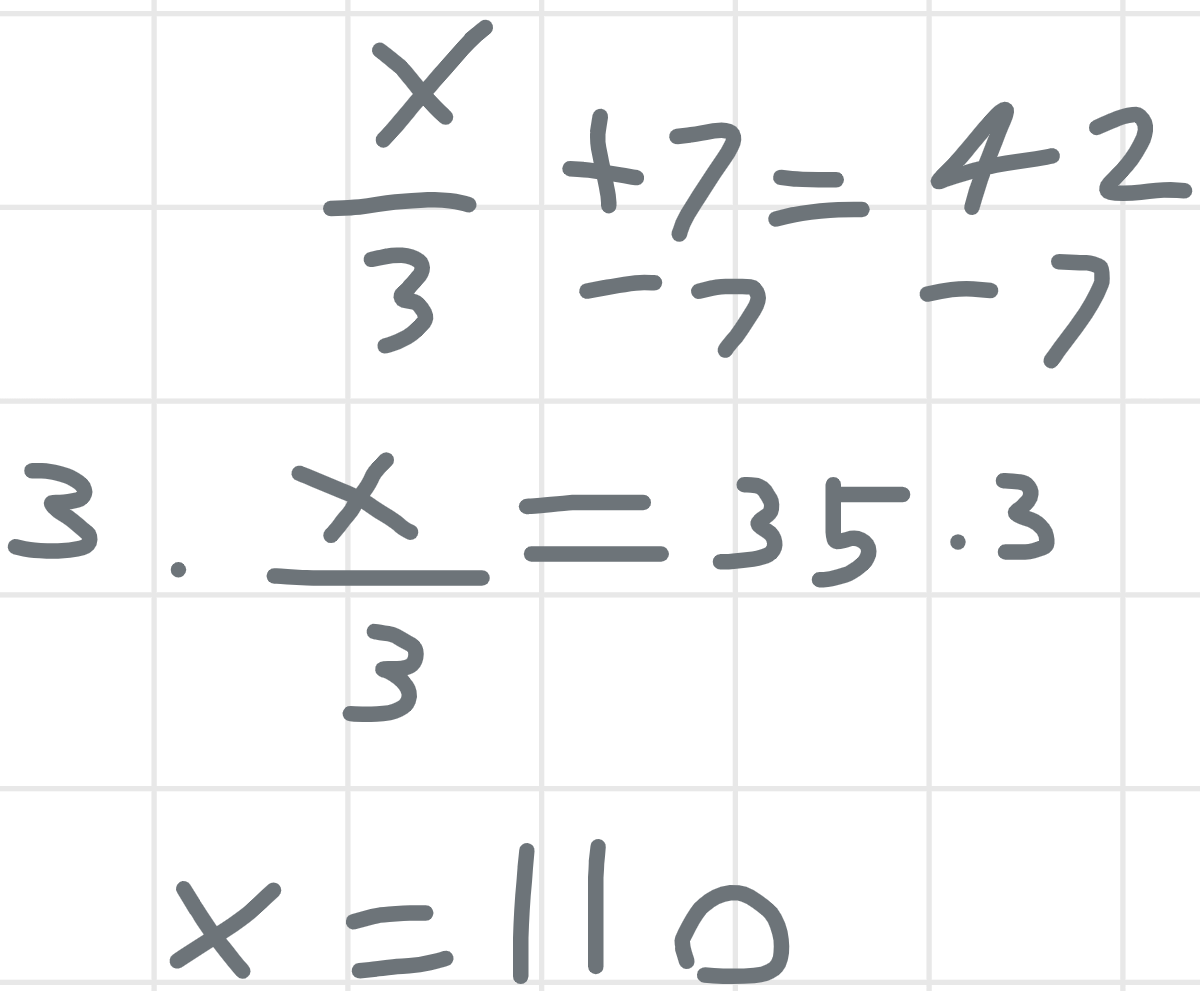 x/3 + 7 = 42
- 7 - 7
3 · x/3 = 35 · 3
x = 110